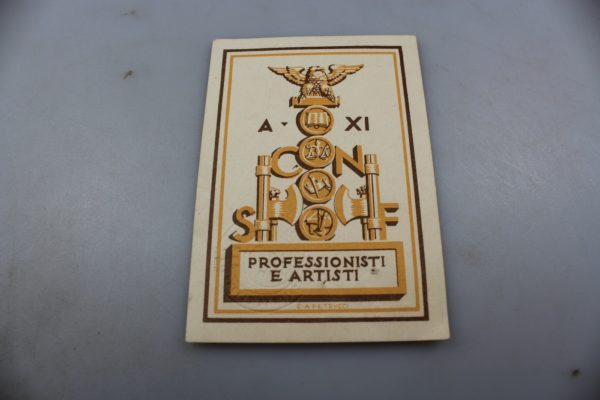 A · XI
CON
S F
PROFESSIONISTI
E ARTISTI